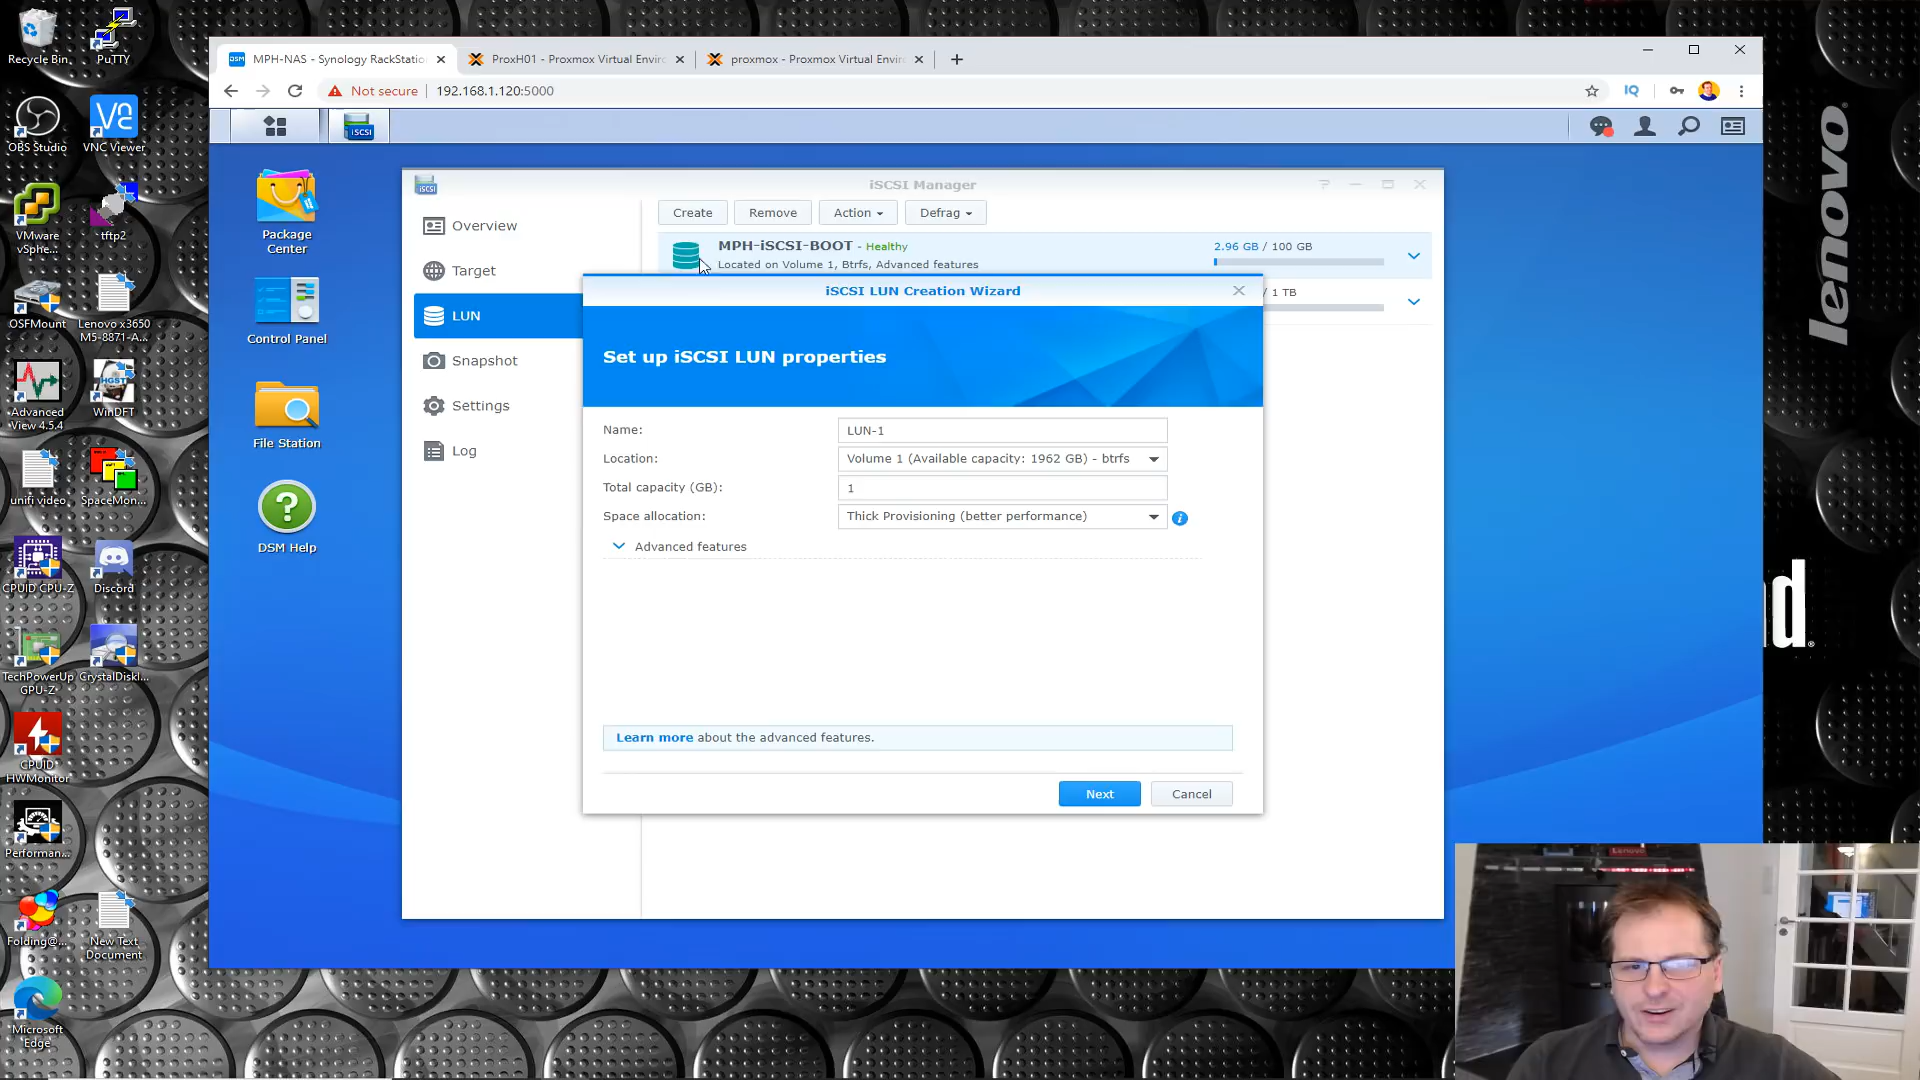 Recycle Bin
PuTTY
OBS Studio
VNC Viewer
VMware vSphe...
tftp2
OSFMount
Lenovo x3650 M5-8871-A...
Advanced View 4.5.4
WinDFT
unifi video
SpaceMon...
CPUID CPU-Z
Discord
TechPowerUp GPU-Z
CrystalDiskI...
CPUID HWMonitor
Performan...
Folding@...
New Text Document
Microsoft Edge
MPH-NAS - Synology RackStatio
ProxH01 - Proxmox Virtual Enviro
proxmox - Proxmox Virtual Enviro
Not secure
192.168.1.120:5000
IQ
iSCSI
Package Center
Control Panel
File Station
DSM Help
iSCSI Manager
Overview
Target
LUN
Snapshot
Settings
Log
Create
Remove
Action
Defrag
MPH-iSCSI-BOOT - Healthy
Located on Volume 1, Btrfs, Advanced features
2.96 GB / 100 GB
/ 1 TB
iSCSI LUN Creation Wizard
Set up iSCSI LUN properties
Name:
LUN-1
Location:
Volume 1 (Available capacity: 1962 GB) - btrfs
Total capacity (GB):
1
Space allocation:
Thick Provisioning (better performance)
Advanced features
Learn more about the advanced features.
Next
Cancel
lenovo